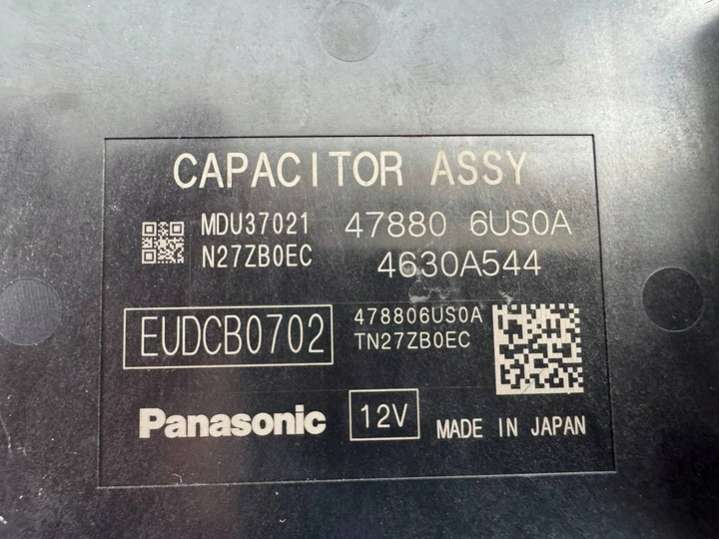 CAPACITOR ASSY
MDU37021 47880 6US0A
N27ZB0EC 4630A544
EUDCB0702 478806US0A
TN27ZB0EC
Panasonic 12V MADE IN JAPAN